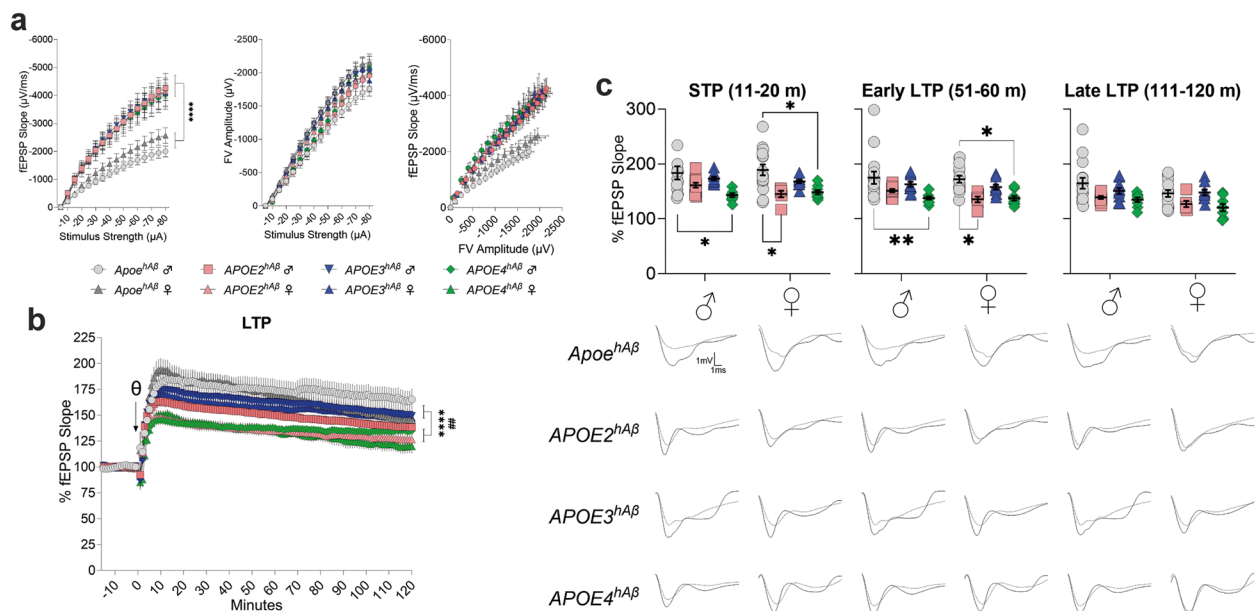 a
-6000
-5000
-4000
-3000
-2000
-1000
0
fEPSP Slope (µV/ms)
****
-10 -20 -30 -40 -50 -60 -70 -80
Stimulus Strength (µA)
-2500
-2000
-1500
-1000
-500
0
FV Amplitude (µV)
-10 -20 -30 -40 -50 -60 -70 -80
Stimulus Strength (µA)
-6000
-4000
-2000
0
fEPSP Slope (µV/ms)
0 -500 -1000 -1500 -2000 -2500
FV Amplitude (µV)
Apoe^hAβ ♂ APOE2^hAβ ♂ APOE3^hAβ ♂ APOE4^hAβ ♂
Apoe^hAβ ♀ APOE2^hAβ ♀ APOE3^hAβ ♀ APOE4^hAβ ♀
b
LTP
225
200
175
150
125
100
75
50
25
0
% fEPSP Slope
θ
****
****
##
-10 0 10 20 30 40 50 60 70 80 90 100 110 120
Minutes
c
STP (11-20 m) Early LTP (51-60 m) Late LTP (111-120 m)
300
200
100
0
% fEPSP Slope
*
*
*
*
**
*
♂ ♀ ♂ ♀ ♂ ♀
Apoe^hAβ
1mV
1ms
APOE2^hAβ
APOE3^hAβ
APOE4^hAβ